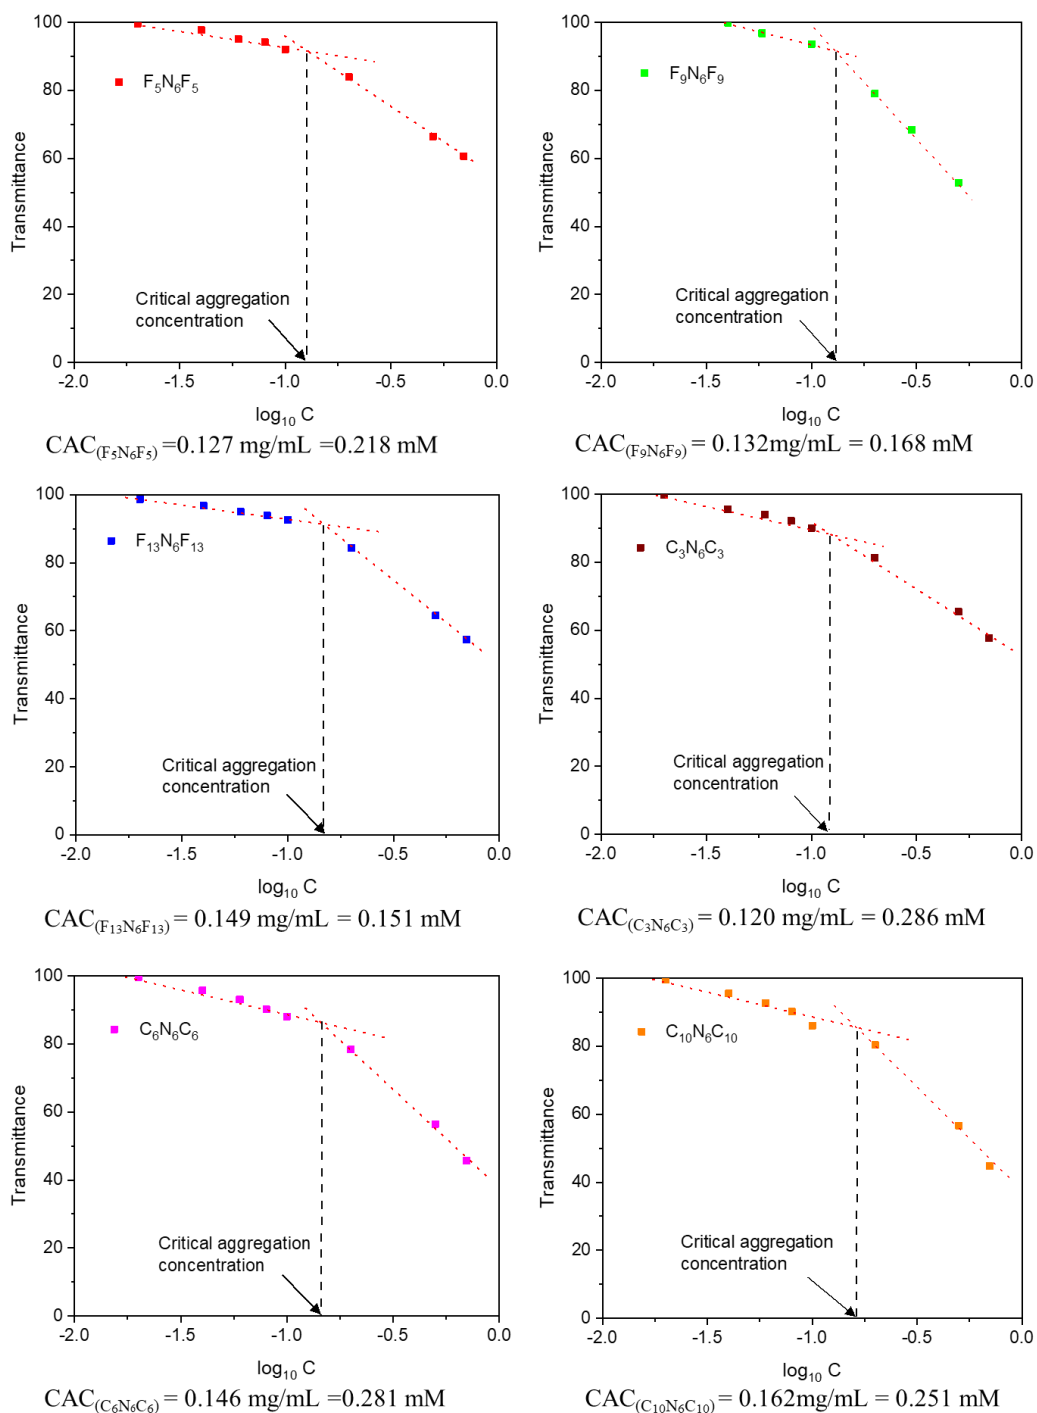 100
80
60
40
20
0
Transmittance
F₅N₆F₅
Critical aggregation
concentration
-2.0 -1.5 -1.0 -0.5 0.0
log₁₀ C
CAC(F₅N₆F₅) =0.127 mg/mL =0.218 mM
100
80
60
40
20
0
Transmittance
F₉N₆F₉
Critical aggregation
concentration
-2.0 -1.5 -1.0 -0.5 0.0
log₁₀ C
CAC(F₉N₆F₉) = 0.132mg/mL = 0.168 mM
100
80
60
40
20
0
Transmittance
F₁₃N₆F₁₃
Critical aggregation
concentration
-2.0 -1.5 -1.0 -0.5 0.0
log₁₀ C
CAC(F₁₃N₆F₁₃) = 0.149 mg/mL = 0.151 mM
100
80
60
40
20
0
Transmittance
C₃N₆C₃
Critical aggregation
concentration
-2.0 -1.5 -1.0 -0.5 0.0
log₁₀ C
CAC(C₃N₆C₃) = 0.120 mg/mL = 0.286 mM
100
80
60
40
20
0
Transmittance
C₆N₆C₆
Critical aggregation
concentration
-2.0 -1.5 -1.0 -0.5 0.0
log₁₀ C
CAC(C₆N₆C₆) = 0.146 mg/mL =0.281 mM
100
80
60
40
20
0
Transmittance
C₁₀N₆C₁₀
Critical aggregation
concentration
-2.0 -1.5 -1.0 -0.5 0.0
log₁₀ C
CAC(C₁₀N₆C₁₀) = 0.162mg/mL = 0.251 mM